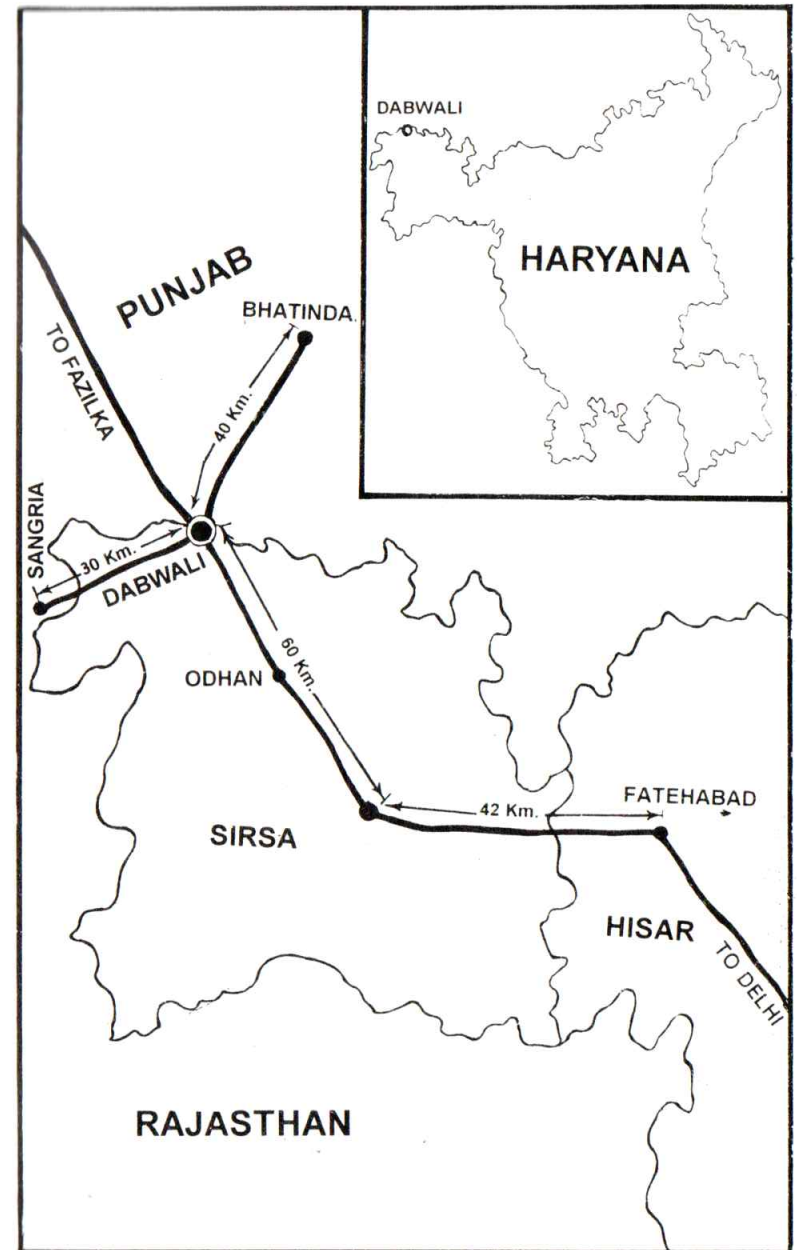 DABWALI
HARYANA
PUNJAB
BHATINDA.
TO FAZILKA
40 Km.
SANGRIA
30 Km.
DABWALI
60 Km.
ODHAN
42 Km.
FATEHABAD
SIRSA
HISAR
TO DELHI
RAJASTHAN